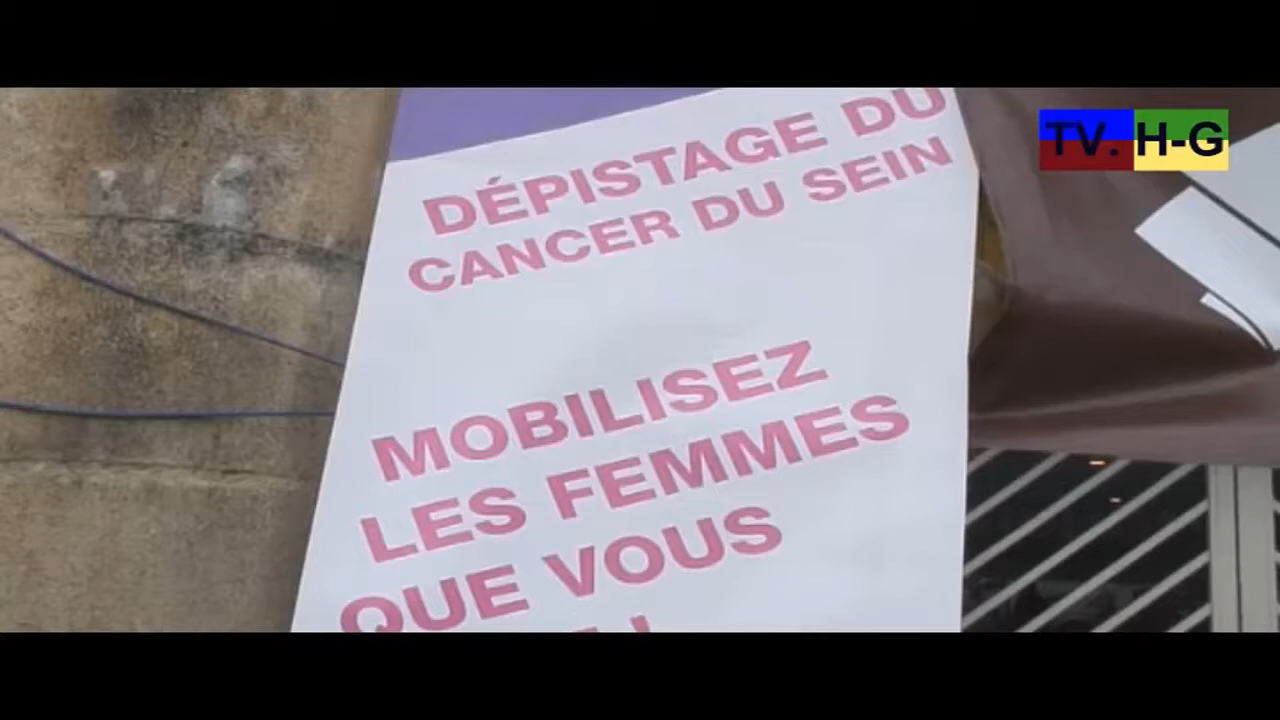 TV. H-G
DÉPISTAGE DU
CANCER DU SEIN
MOBILISEZ
LES FEMMES
QUE VOUS